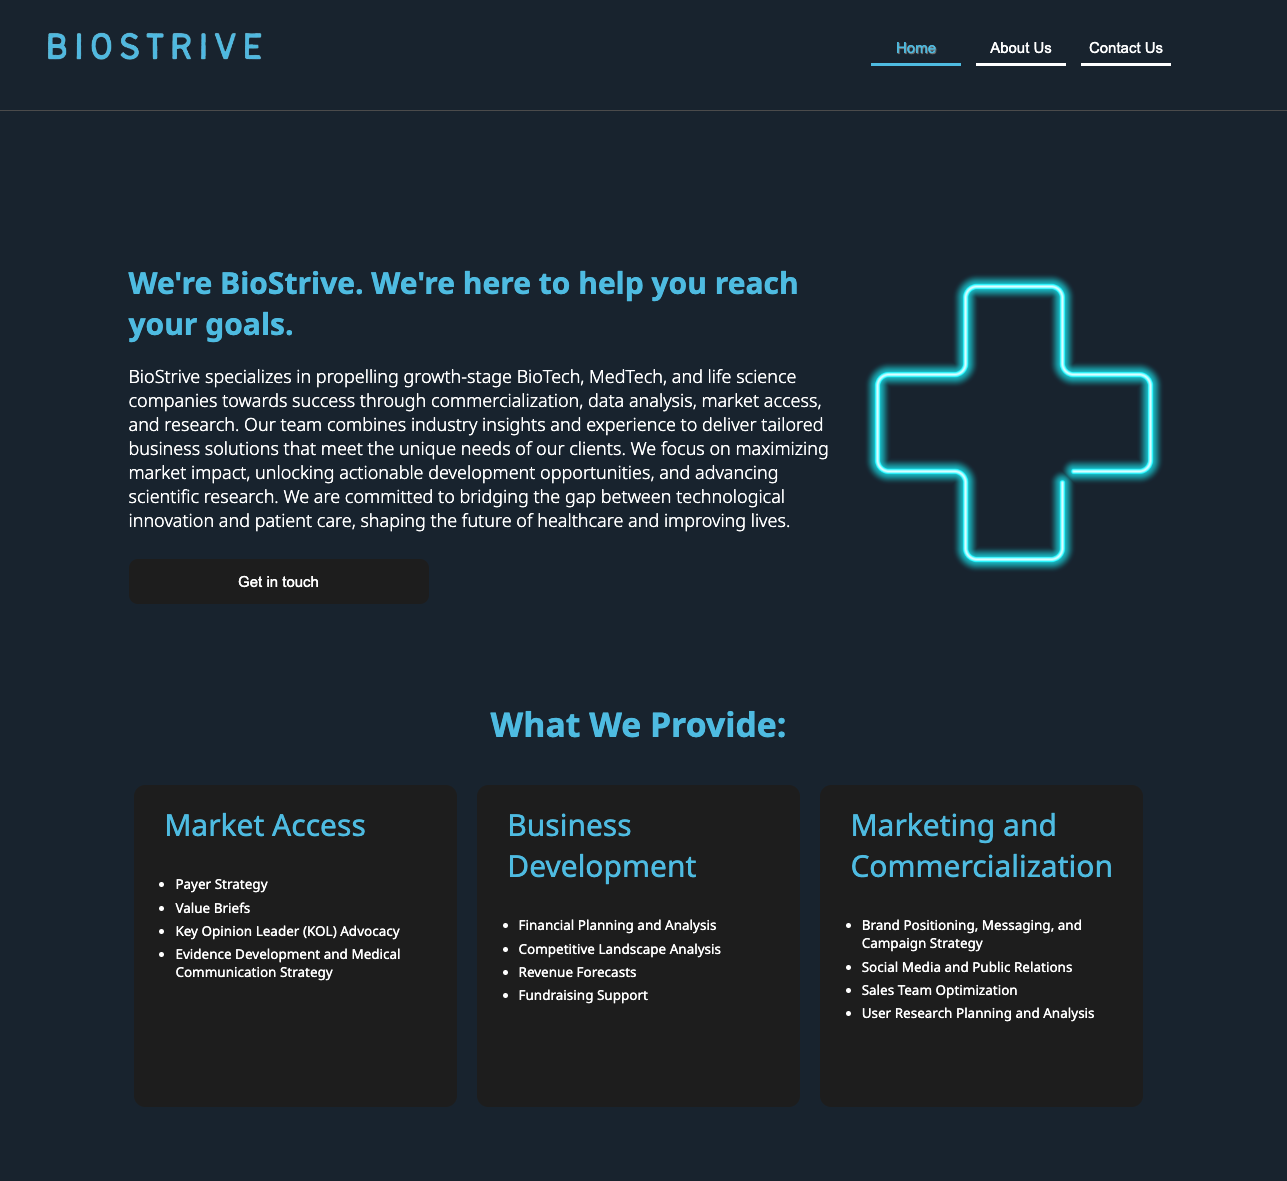 BIOSTRIVE
Home
About Us
Contact Us
We're BioStrive. We're here to help you reach
your goals.
BioStrive specializes in propelling growth-stage BioTech, MedTech, and life science
companies towards success through commercialization, data analysis, market access,
and research. Our team combines industry insights and experience to deliver tailored
business solutions that meet the unique needs of our clients. We focus on maximizing
market impact, unlocking actionable development opportunities, and advancing
scientific research. We are committed to bridging the gap between technological
innovation and patient care, shaping the future of healthcare and improving lives.
Get in touch
What We Provide:
Market Access
• Payer Strategy
• Value Briefs
• Key Opinion Leader (KOL) Advocacy
• Evidence Development and Medical
Communication Strategy
Business
Development
• Financial Planning and Analysis
• Competitive Landscape Analysis
• Revenue Forecasts
• Fundraising Support
Marketing and
Commercialization
• Brand Positioning, Messaging, and
Campaign Strategy
• Social Media and Public Relations
• Sales Team Optimization
• User Research Planning and Analysis